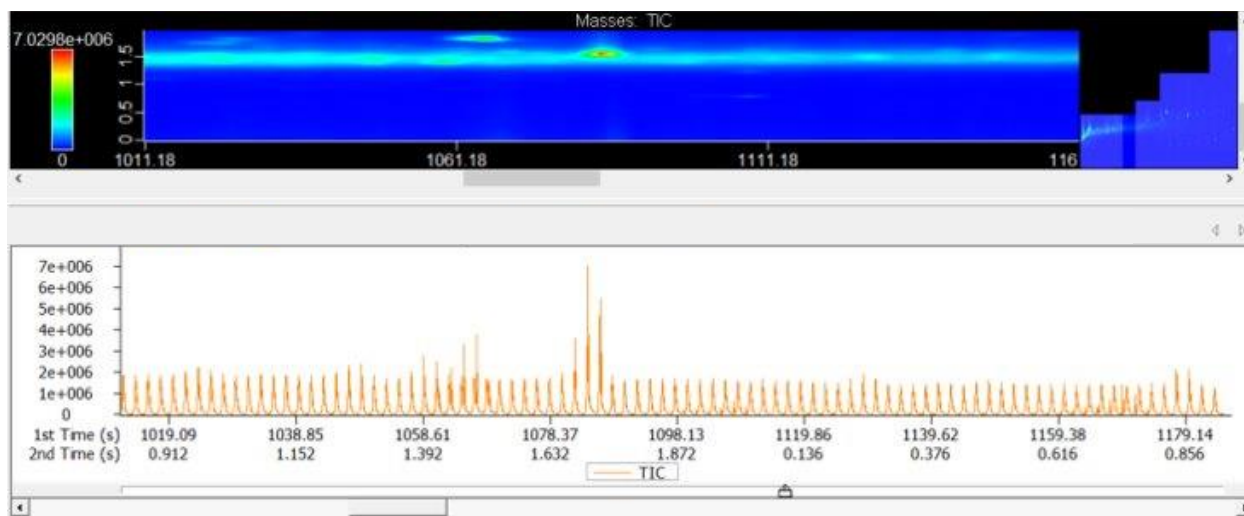 Masses: TIC
7.0298e+006
0
0 0.5 1 1.5
1011.18 1061.18 1111.18 116
7e+006
6e+006
5e+006
4e+006
3e+006
2e+006
1e+006
0
1st Time (s) 1019.09 1038.85 1058.61 1078.37 1098.13 1119.86 1139.62 1159.38 1179.14
2nd Time (s) 0.912 1.152 1.392 1.632 1.872 0.136 0.376 0.616 0.856
TIC